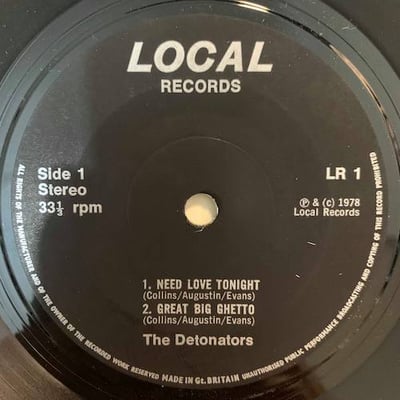 LOCAL
RECORDS
Side 1
Stereo
33⅓ rpm
LR 1
℗ & (c) 1978
Local Records
1. NEED LOVE TONIGHT
(Collins/Augustin/Evans)
2. GREAT BIG GHETTO
(Collins/Augustin/Evans)
The Detonators
ALL RIGHTS OF THE MANUFACTURER AND OF THE OWNER OF THE RECORDED WORK RESERVED MADE IN Gt. BRITAIN UNAUTHORISED PUBLIC PERFORMANCE BROADCASTING AND COPYING OF THIS RECORD PROHIBITED